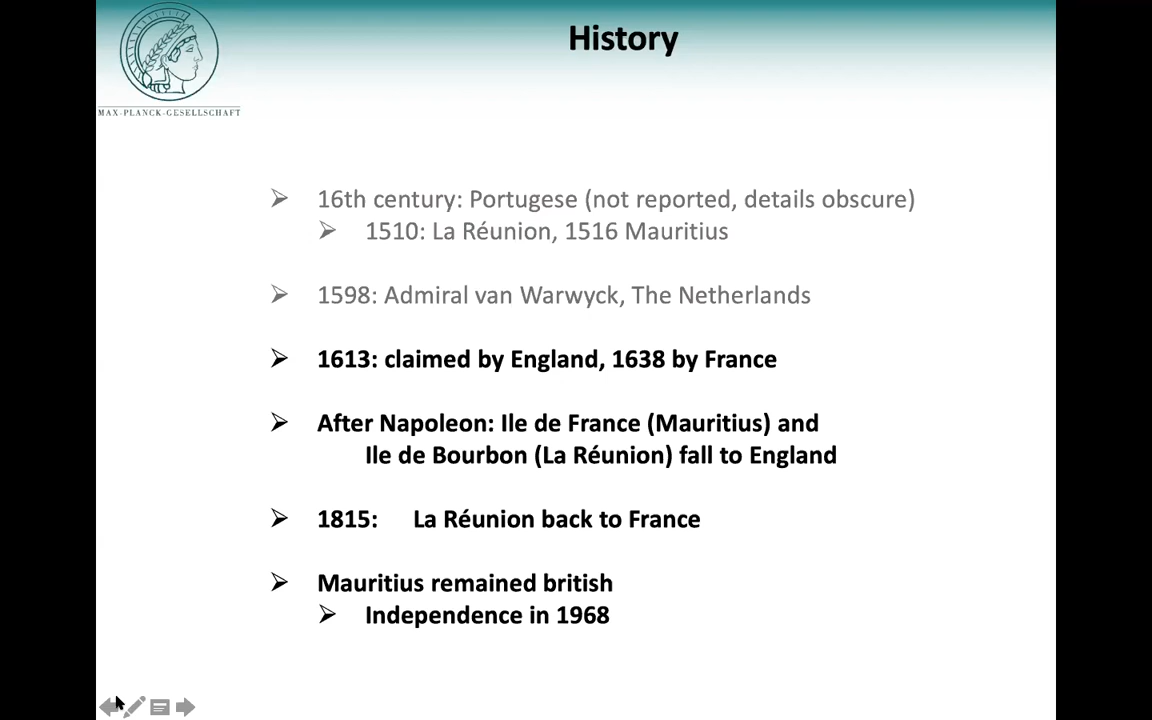 History
MAX-PLANCK-GESELLSCHAFT
16th century: Portugese (not reported, details obscure)
1510: La Réunion, 1516 Mauritius
1598: Admiral van Warwyck, The Netherlands
1613: claimed by England, 1638 by France
After Napoleon: Ile de France (Mauritius) and
Ile de Bourbon (La Réunion) fall to England
1815: La Réunion back to France
Mauritius remained british
Independence in 1968